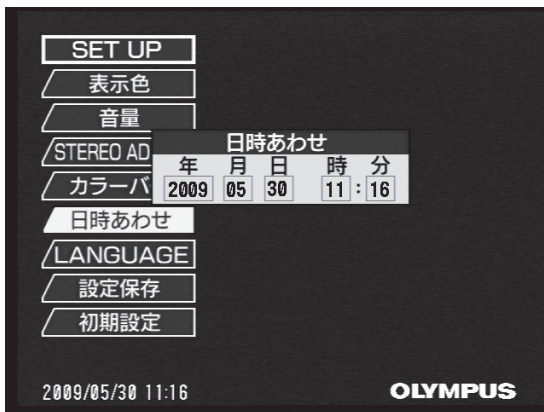 SET UP
表示色
音量
STEREO AD
カラーバ
日時あわせ
年 月 日 時 分
2009 05 30 11:16
日時あわせ
LANGUAGE
設定保存
初期設定
2009/05/30 11:16
OLYMPUS